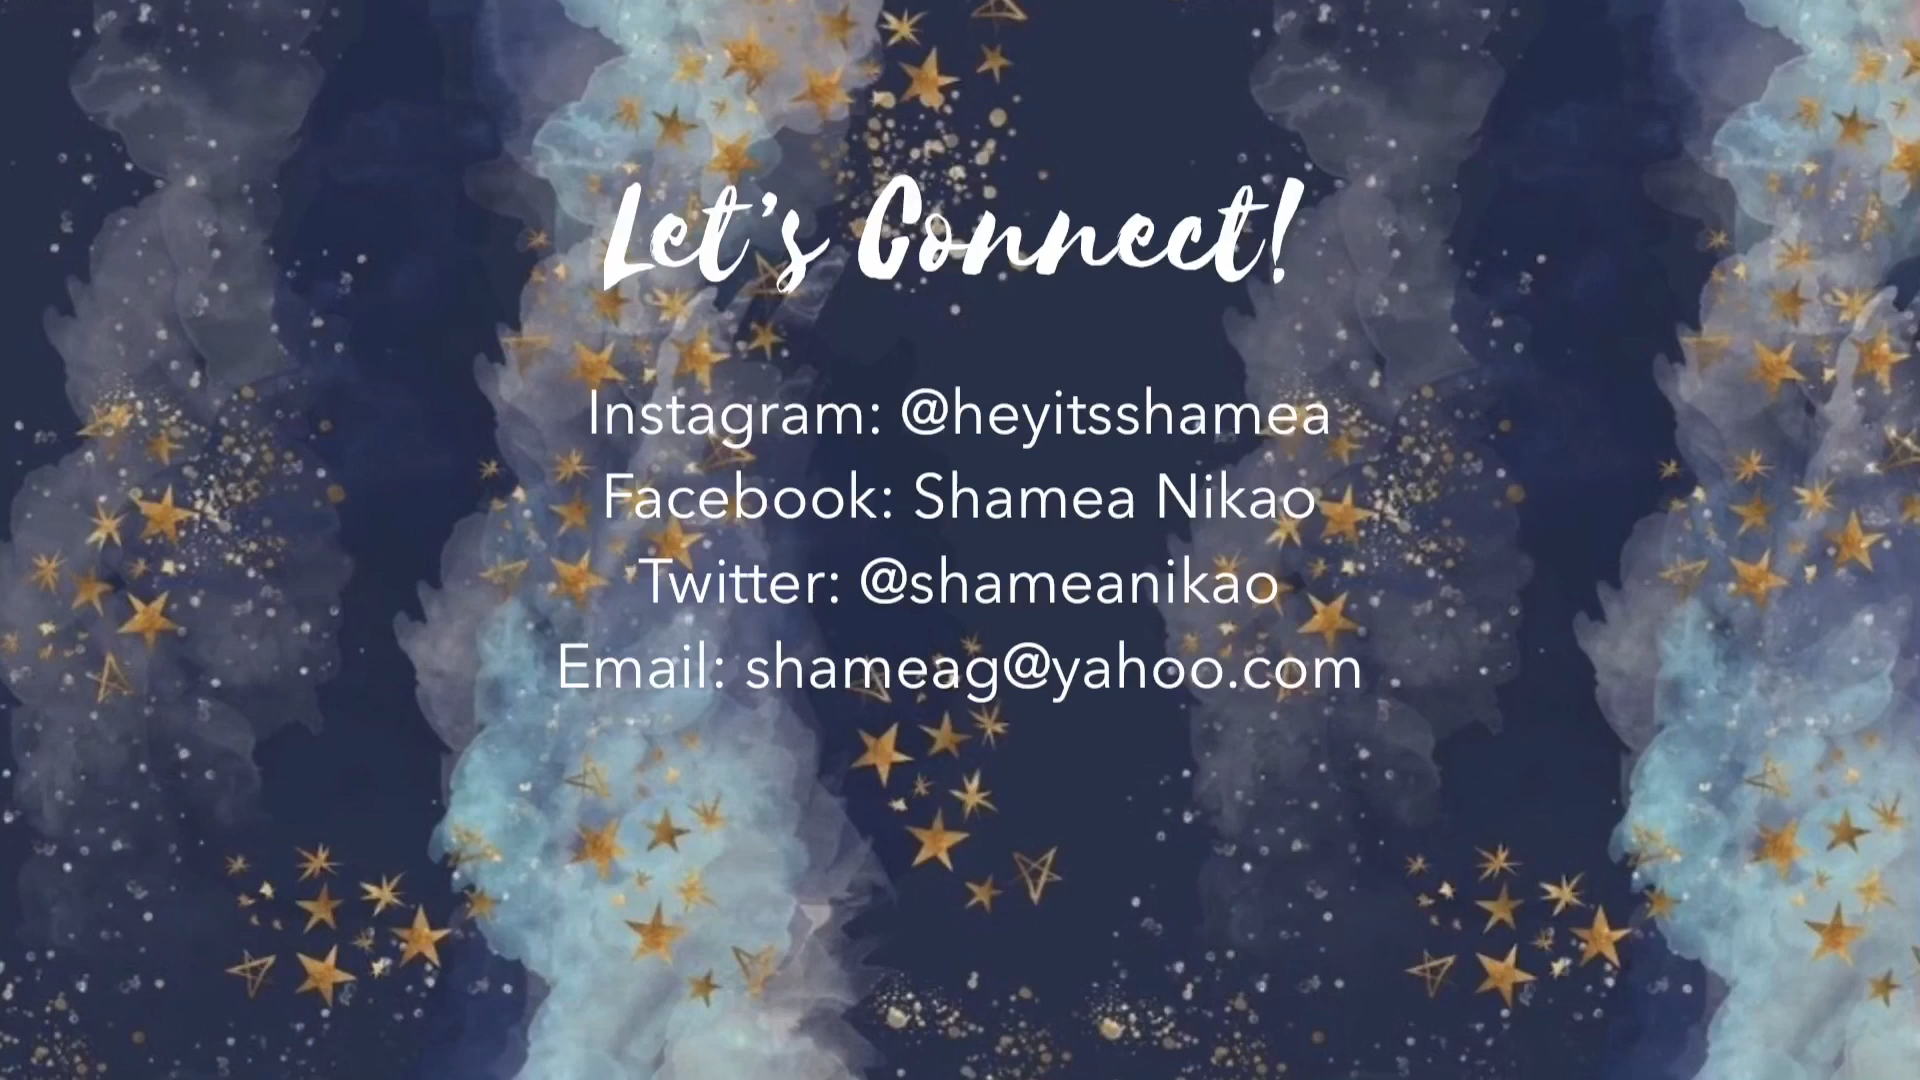 Let's Connect!
Instagram: @heyitsshamea
Facebook: Shamea Nikao
Twitter: @shameanikao
Email: shameag@yahoo.com